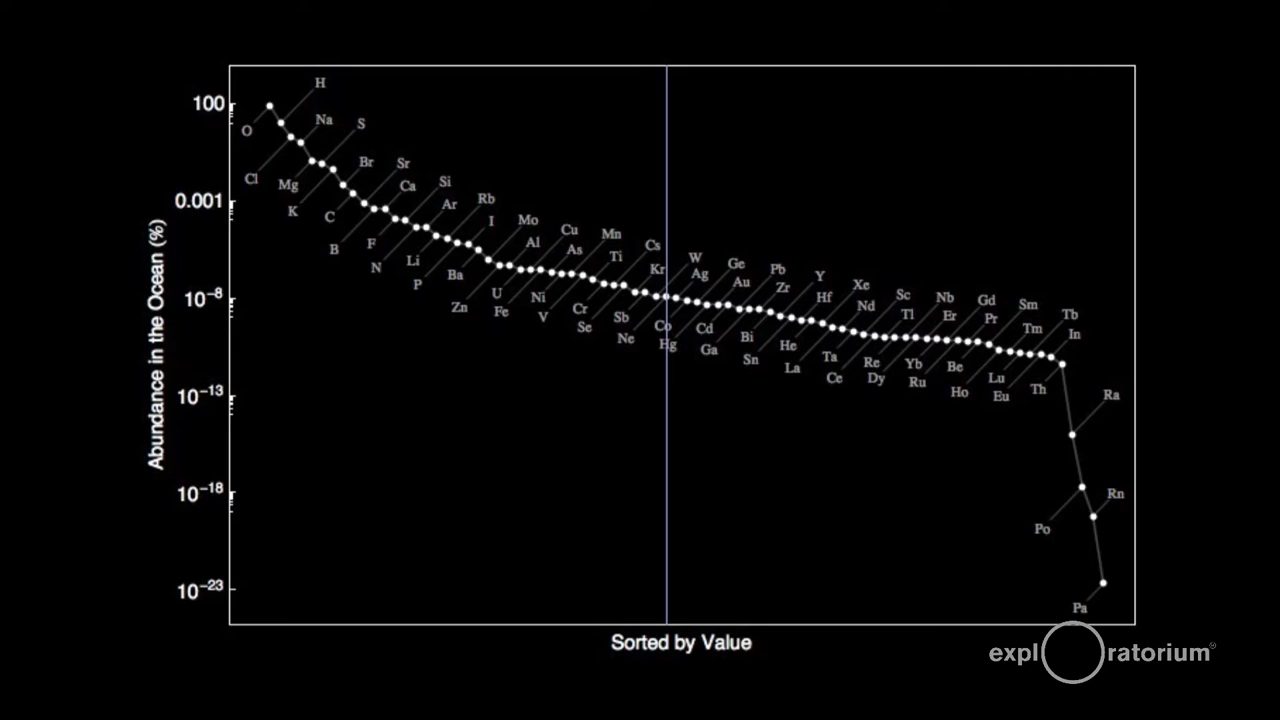 100
0.001
10⁻⁸
10⁻¹³
10⁻¹⁸
10⁻²³
Abundance in the Ocean (%)
O
H
Cl
Na
Mg
S
K
Br
C
Sr
B
Ca
F
Si
N
Ar
Li
Rb
P
I
Ba
Mo
Zn
Al
U
Cu
Fe
As
Ni
Mn
V
Ti
Cr
Cs
Se
Kr
Sb
W
Ne
Ag
Co
Ge
Hg
Au
Cd
Pb
Ga
Zr
Bi
Y
Sn
Hf
He
Xe
La
Nd
Ta
Sc
Ce
Tl
Re
Nb
Dy
Er
Yb
Gd
Ru
Pr
Be
Sm
Ho
Tm
Lu
Tb
Eu
In
Th
Ra
Po
Rn
Pa
Sorted by Value
expl ratorium®